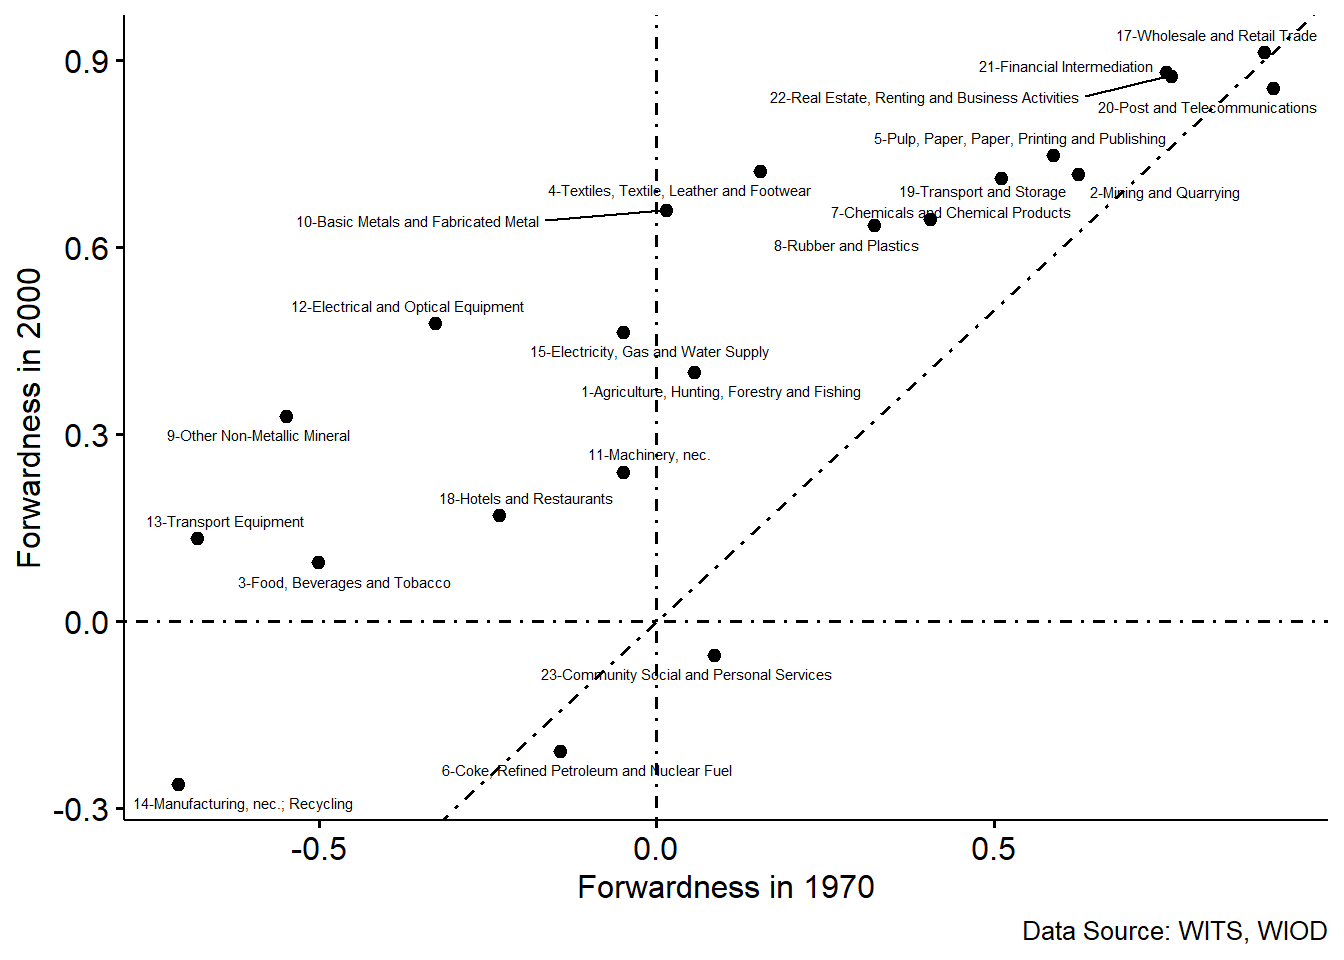 17-Wholesale and Retail Trade
0.9
21-Financial Intermediation
22-Real Estate, Renting and Business Activities
20-Post and Telecommunications
5-Pulp, Paper, Paper, Printing and Publishing
4-Textiles, Textile, Leather and Footwear
19-Transport and Storage
2-Mining and Quarrying
7-Chemicals and Chemical Products
10-Basic Metals and Fabricated Metal
8-Rubber and Plastics
0.6
12-Electrical and Optical Equipment
15-Electricity, Gas and Water Supply
1-Agriculture, Hunting, Forestry and Fishing
Forwardness in 2000
9-Other Non-Metallic Mineral
0.3
11-Machinery, nec.
18-Hotels and Restaurants
13-Transport Equipment
3-Food, Beverages and Tobacco
0.0
23-Community Social and Personal Services
6-Coke, Refined Petroleum and Nuclear Fuel
14-Manufacturing, nec.; Recycling
-0.3
-0.5
0.0
0.5
Forwardness in 1970
Data Source: WITS, WIOD